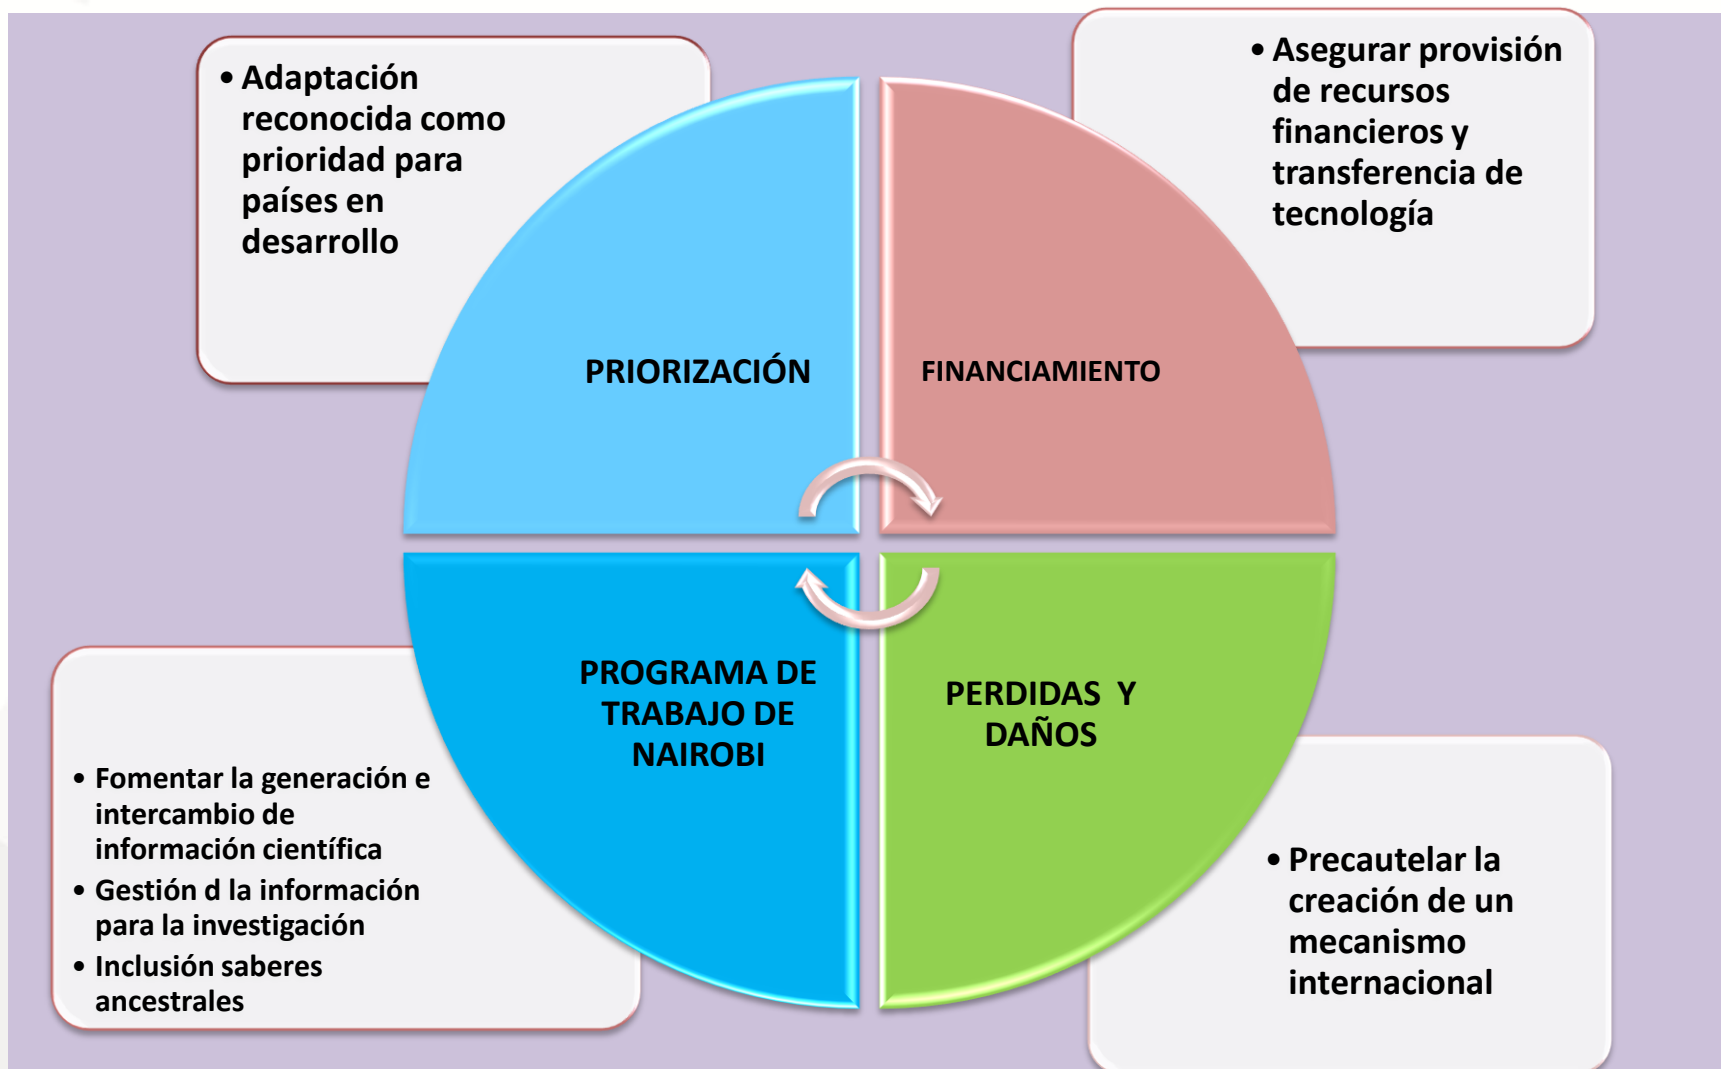 • Adaptación
reconocida como
prioridad para
países en
desarrollo
• Asegurar provisión
de recursos
financieros y
transferencia de
tecnología
PRIORIZACIÓN
FINANCIAMIENTO
PROGRAMA DE
TRABAJO DE
NAIROBI
PERDIDAS Y
DAÑOS
• Fomentar la generación e
intercambio de
información científica
• Gestión d la información
para la investigación
• Inclusión saberes
ancestrales
• Precautelar la
creación de un
mecanismo
internacional